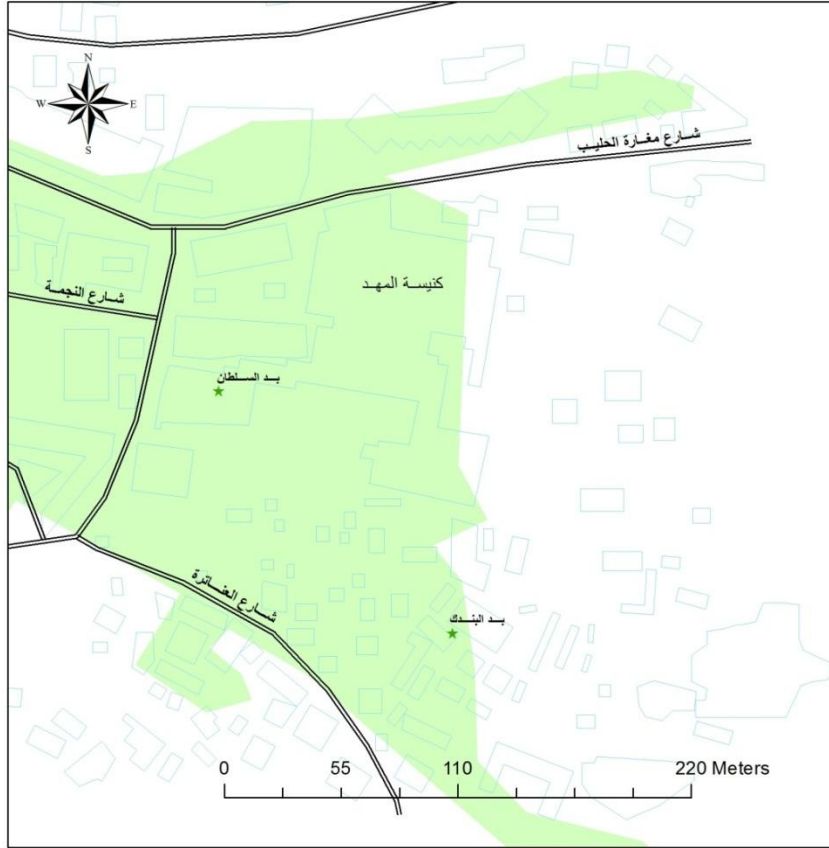 N
W E
S
شارع مغارة الحليب
كنيسة المهد
شارع النجمة
بد السلطان
شارع العناترة
بد البندك
0 55 110 220 Meters